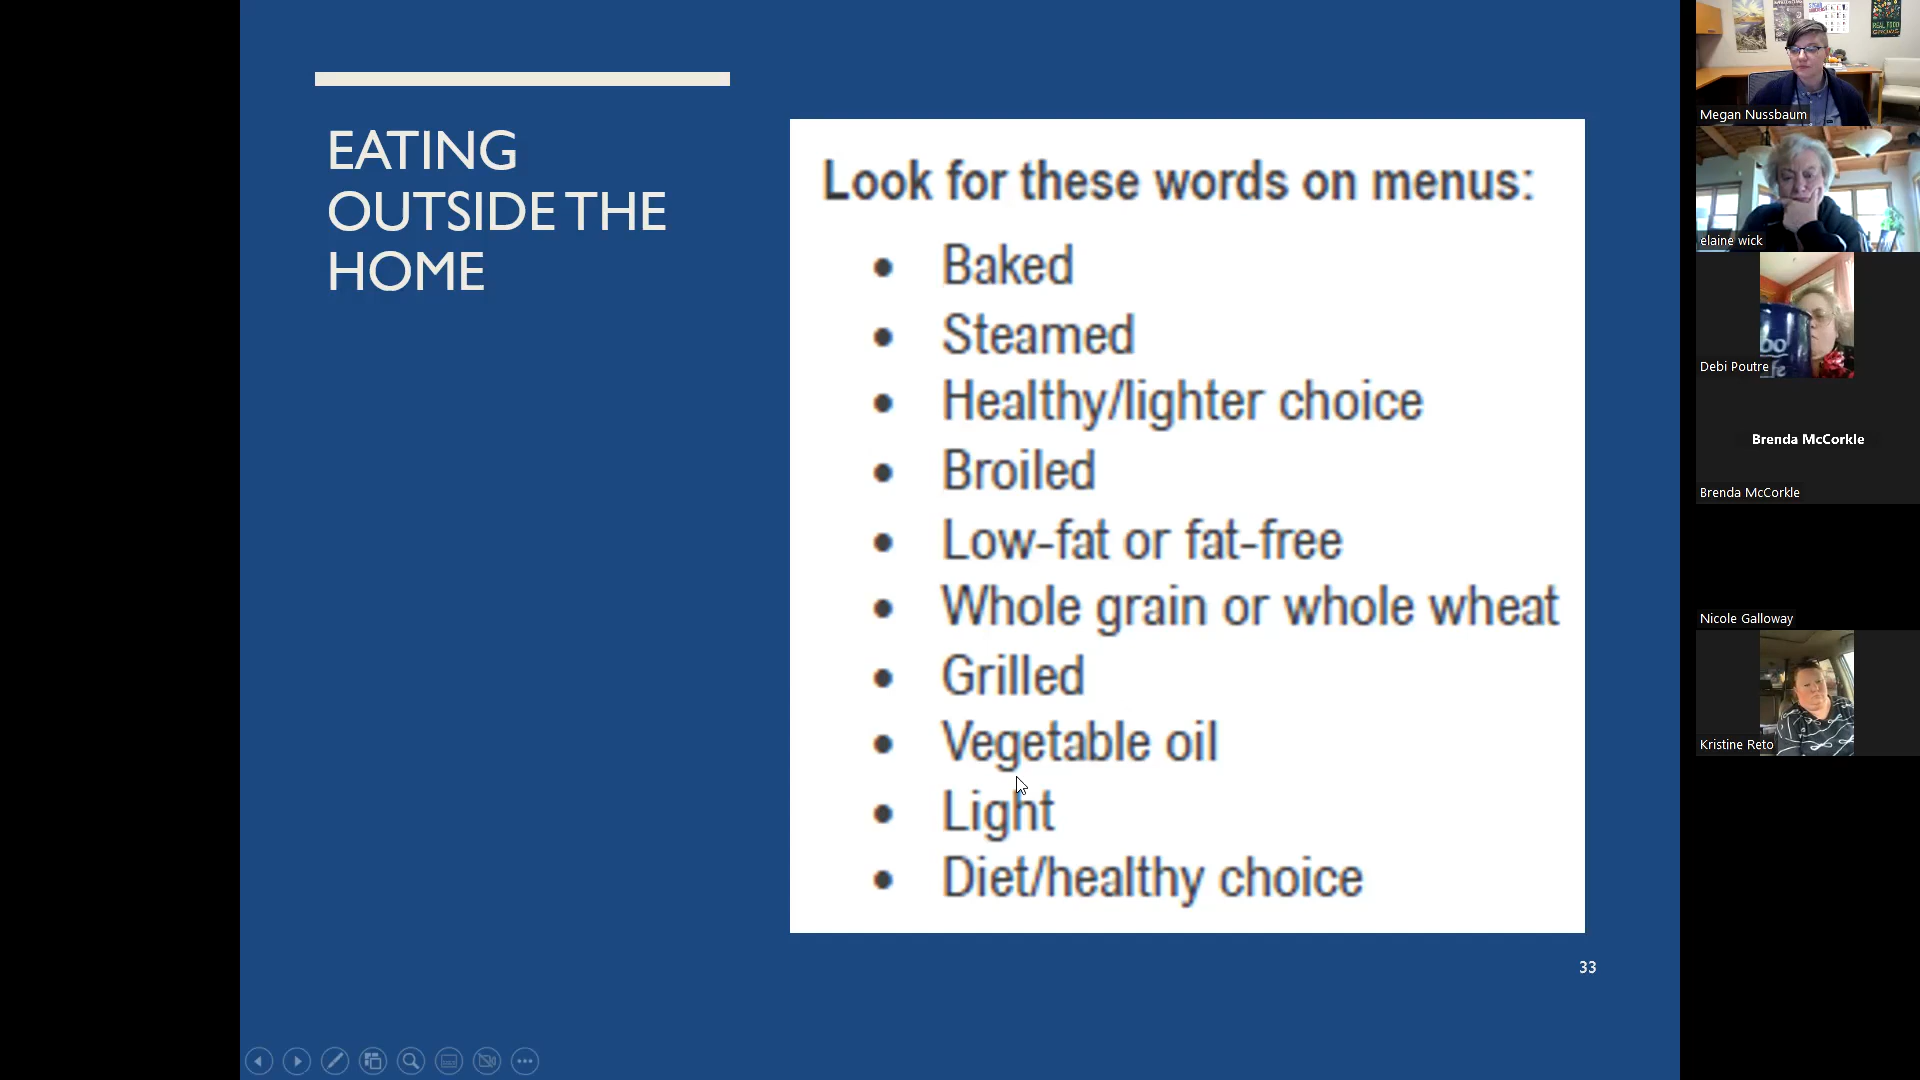 EATING
OUTSIDE THE
HOME
Look for these words on menus:
• Baked
• Steamed
• Healthy/lighter choice
• Broiled
• Low-fat or fat-free
• Whole grain or whole wheat
• Grilled
• Vegetable oil
• Light
• Diet/healthy choice
33
Megan Nussbaum
elaine wick
Debi Poutre
Brenda McCorkle
Brenda McCorkle
Nicole Galloway
Kristine Reto